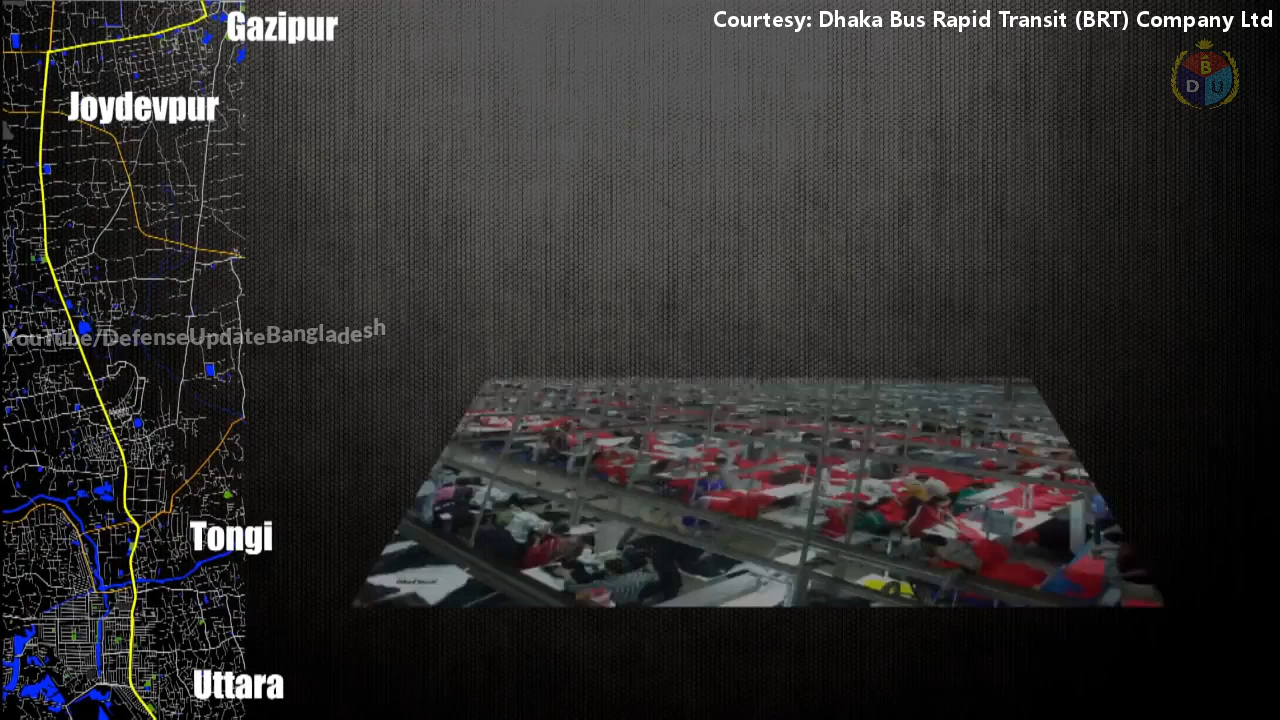 Courtesy: Dhaka Bus Rapid Transit (BRT) Company Ltd
Gazipur
B
D U
Joydevpur
YouTube/DefenseUpdateBangladesh
Tongi
Uttara